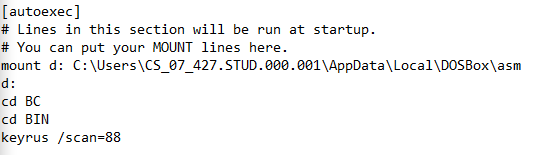 [autoexec]
# Lines in this section will be run at startup.
# You can put your MOUNT lines here.
mount d: C:\Users\CS_07_427.STUD.000.001\AppData\Local\DOSBox\asm
d:
cd BC
cd BIN
keyrus /scan=88